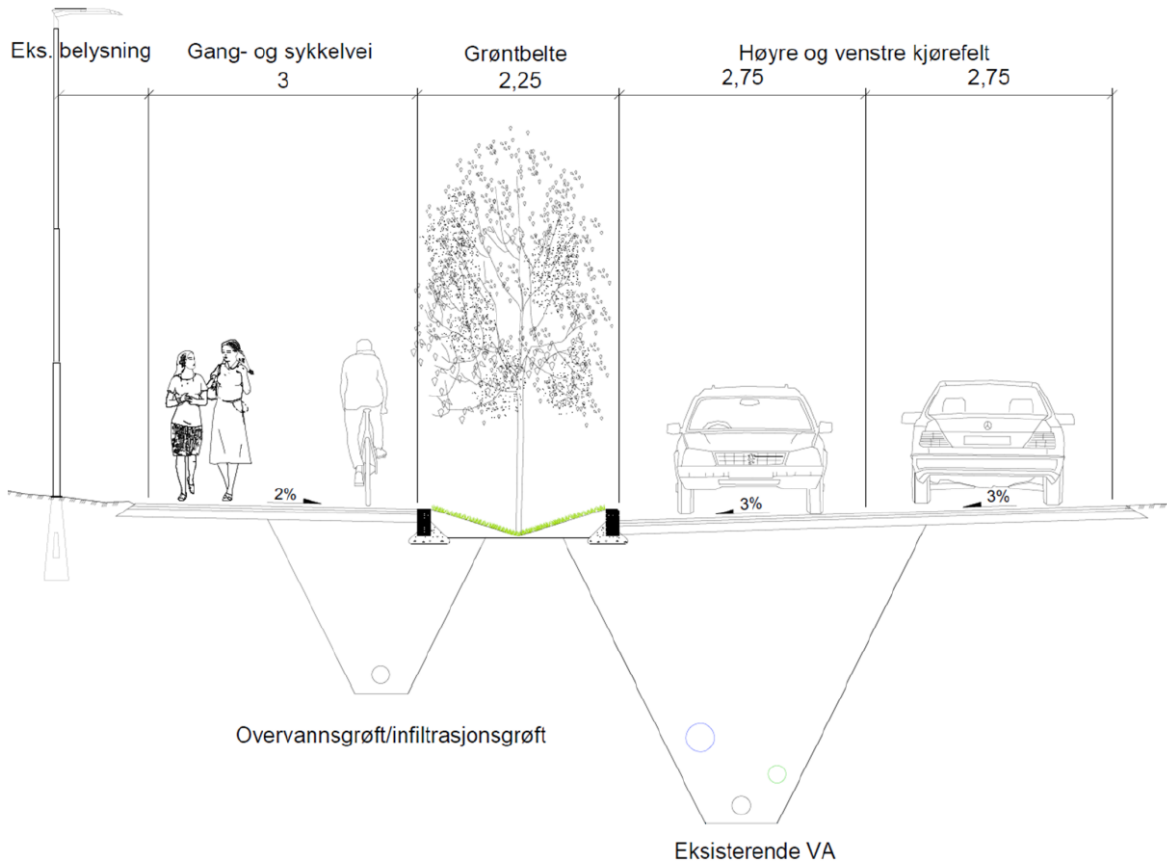 Eks. belysning
Gang- og sykkelvei
3
Grøntbelte
2,25
Høyre og venstre kjørefelt
2,75
2,75
2%
3%
3%
Overvannsgrøft/infiltrasjonsgrøft
Eksisterende VA